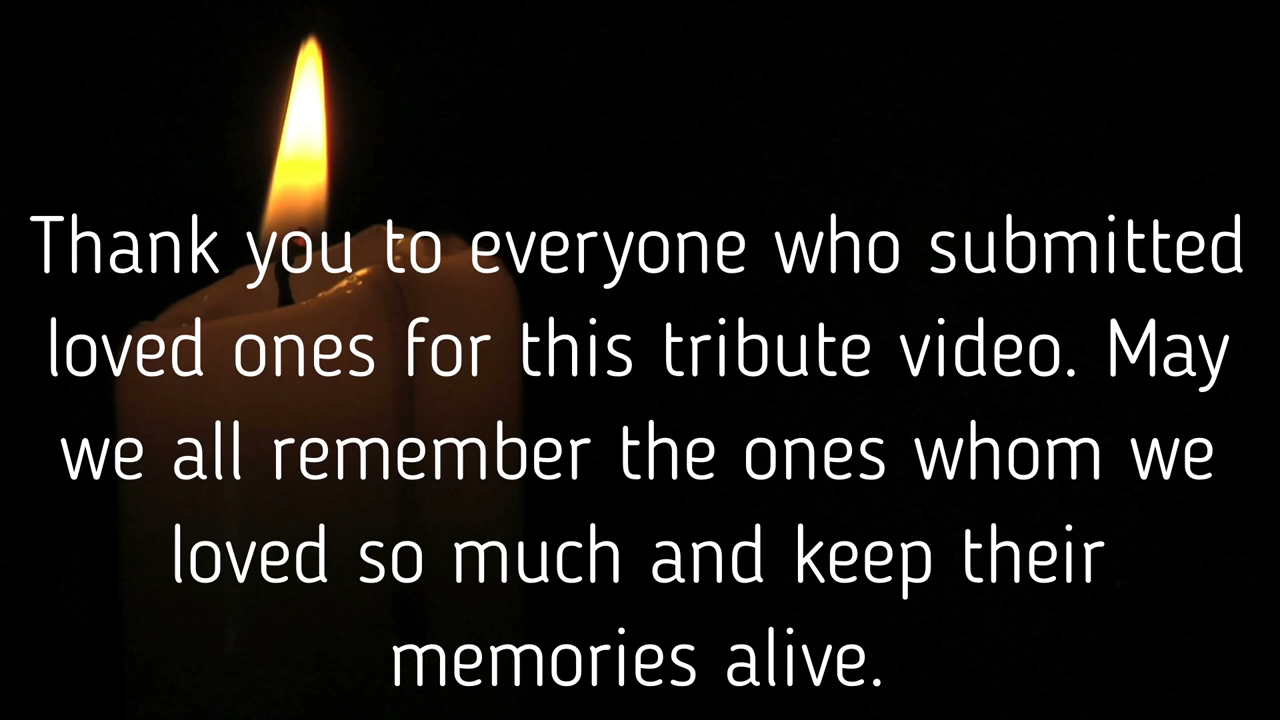 Thank you to everyone who submitted
loved ones for this tribute video. May
we all remember the ones whom we
loved so much and keep their
memories alive.